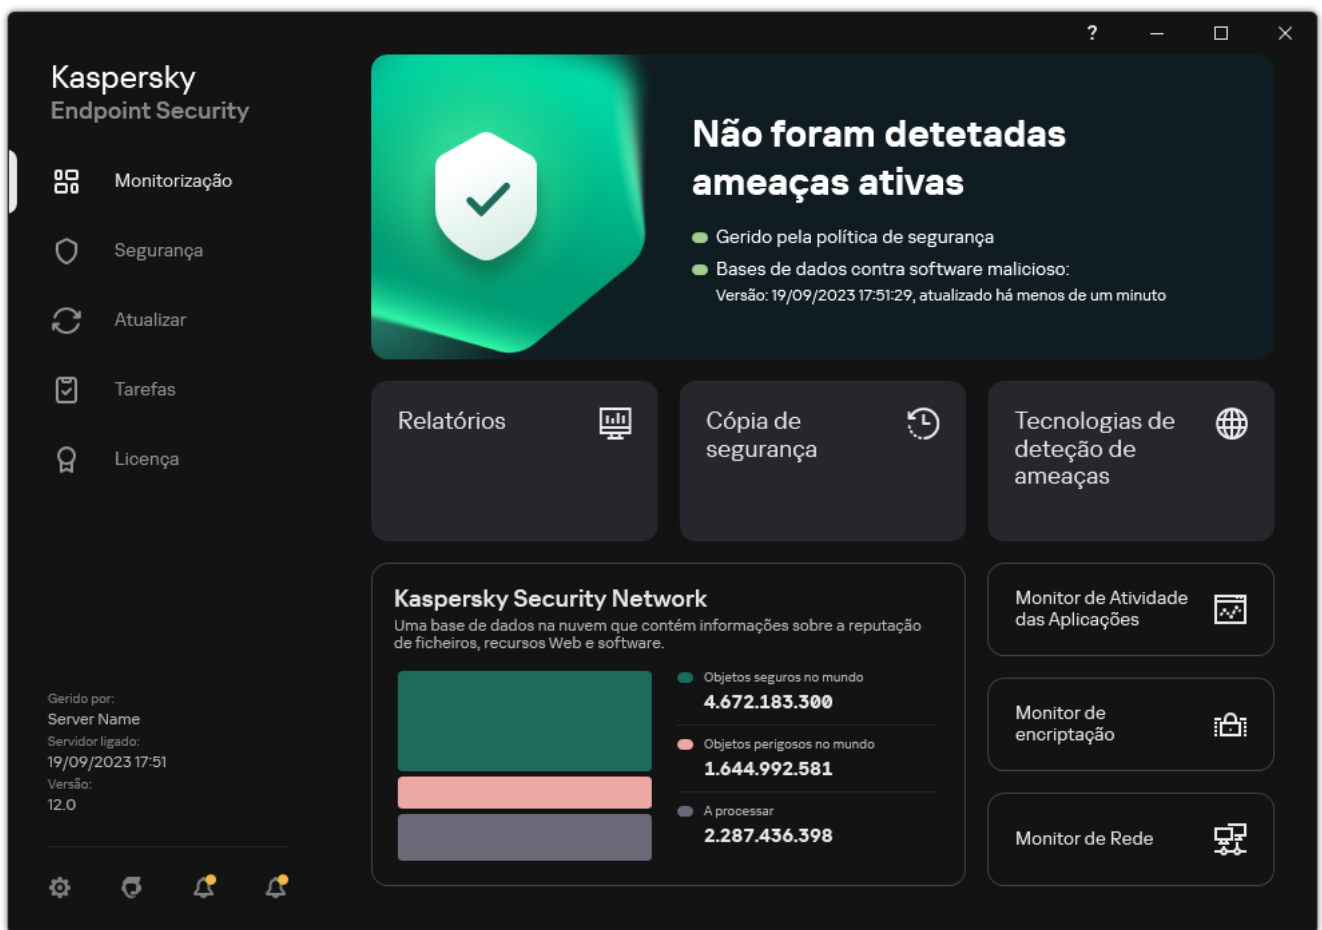 ?
Kaspersky
Endpoint Security
Monitorização
Segurança
Atualizar
Tarefas
Licença
Gerido por:
Server Name
Servidor ligado:
19/09/2023 17:51
Versão:
12.0
Não foram detetadas
ameaças ativas
Gerido pela política de segurança
Bases de dados contra software malicioso:
Versão: 19/09/2023 17:51:29, atualizado há menos de um minuto
Relatórios
Cópia de
segurança
Tecnologias de
deteção de
ameaças
Kaspersky Security Network
Uma base de dados na nuvem que contém informações sobre a reputação
de ficheiros, recursos Web e software.
Objetos seguros no mundo
4.672.183.300
Objetos perigosos no mundo
1.644.992.581
A processar
2.287.436.398
Monitor de Atividade
das Aplicações
Monitor de
encriptação
Monitor de Rede